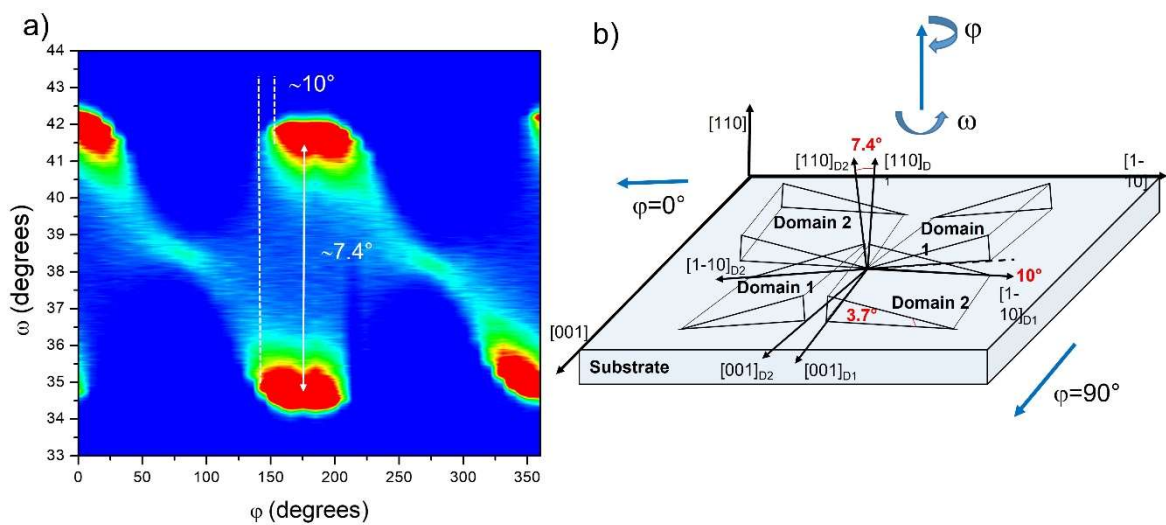 a)
44
43
42
41
40
39
38
37
36
35
34
33
ω (degrees)
~10°
~7.4°
0
50
100
150
200
250
300
350
φ (degrees)
b)
φ
ω
[110]
7.4°
[110]D2
[110]D
1
[1-
10]
φ=0°
Domain 2
Domain
1
[1-10]D2
10°
Domain 1
[1-
10]D1
Domain 2
3.7°
[001]
[001]D2
[001]D1
Substrate
φ=90°